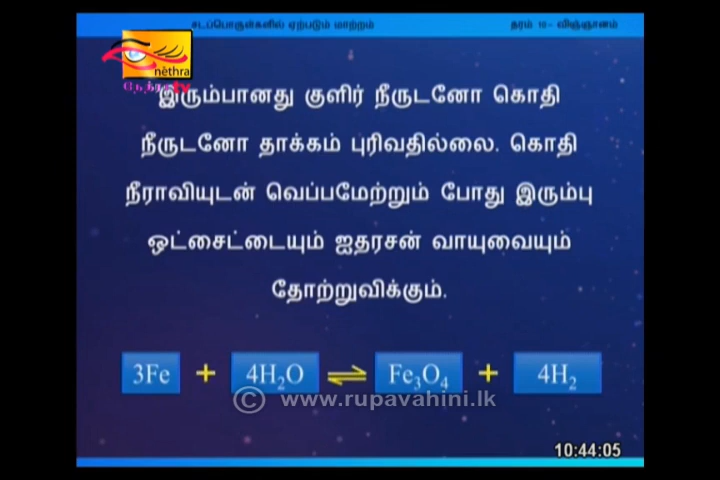 சடப்பொருள்களில் ஏற்படும் மாற்றம் தரம் 10 - விஞ்ஞானம்
nethra
நேத்ரா tv
இரும்பானது குளிர் நீருடனோ கொதி
நீருடனோ தாக்கம் புரிவதில்லை. கொதி
நீராவியுடன் வெப்பமேற்றும் போது இரும்பு
ஒட்சைட்டையும் ஐதரசன் வாயுவையும்
தோற்றுவிக்கும்.
3Fe + 4H₂O ⇌ Fe₃O₄ + 4H₂
© www.rupavahini.lk
10:44:05